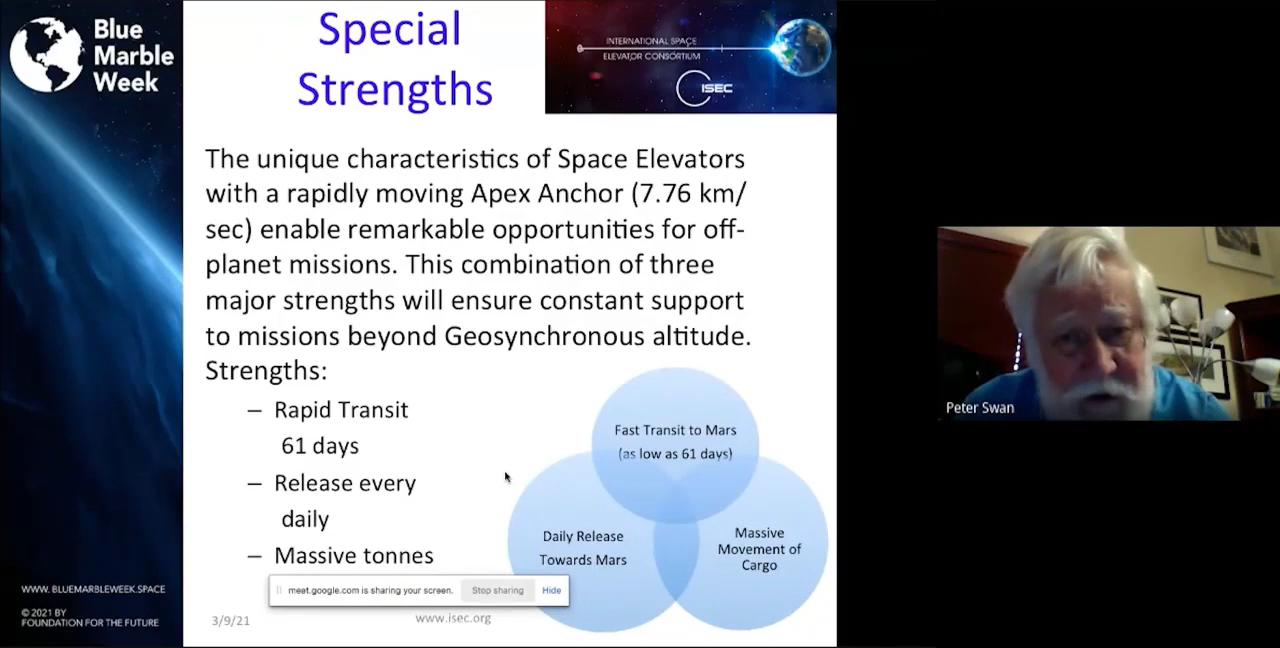 Blue
Marble
Week
Special
Strengths
INTERNATIONAL SPACE
ELEVATOR CONSORTIUM
ISEC
The unique characteristics of Space Elevators
with a rapidly moving Apex Anchor (7.76 km/
sec) enable remarkable opportunities for off-
planet missions. This combination of three
major strengths will ensure constant support
to missions beyond Geosynchronous altitude.
Strengths:
– Rapid Transit
61 days
– Release every
daily
– Massive tonnes
Fast Transit to Mars
(as low as 61 days)
Daily Release
Towards Mars
Massive
Movement of
Cargo
meet.google.com is sharing your screen. Stop sharing Hide
3/9/21 www.isec.org
WWW. BLUEMARBLEWEEK.SPACE
© 2021 BY
FOUNDATION FOR THE FUTURE
Peter Swan